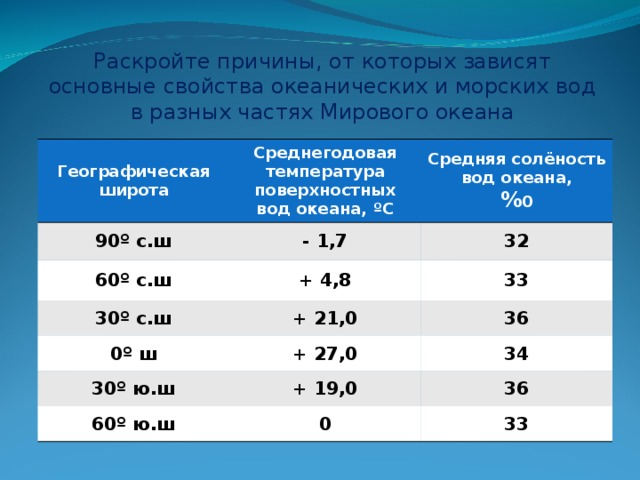 Раскройте причины, от которых зависят
основные свойства океанических и морских вод
в разных частях Мирового океана
Географическая
широта
Среднегодовая
температура
поверхностных
вод океана, ºС
Средняя солёность
вод океана,
%0
90º с.ш
- 1,7
32
60º с.ш
+ 4,8
33
30º с.ш
+ 21,0
36
0º ш
+ 27,0
34
30º ю.ш
+ 19,0
36
60º ю.ш
0
33